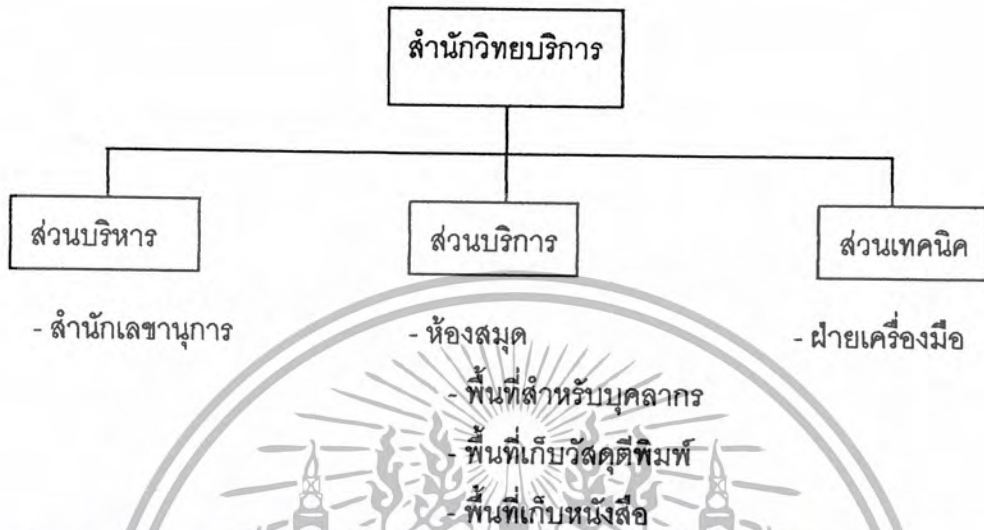 สำนักวิทยบริการ
ส่วนบริหาร
ส่วนบริการ
ส่วนเทคนิค
- สำนักเลขานุการ
- ห้องสมุด
- ฝ่ายเครื่องมือ
- พื้นที่สำหรับบุคลากร
- พื้นที่เก็บวัสดุตีพิมพ์
- พื้นที่เก็บหนังสือ